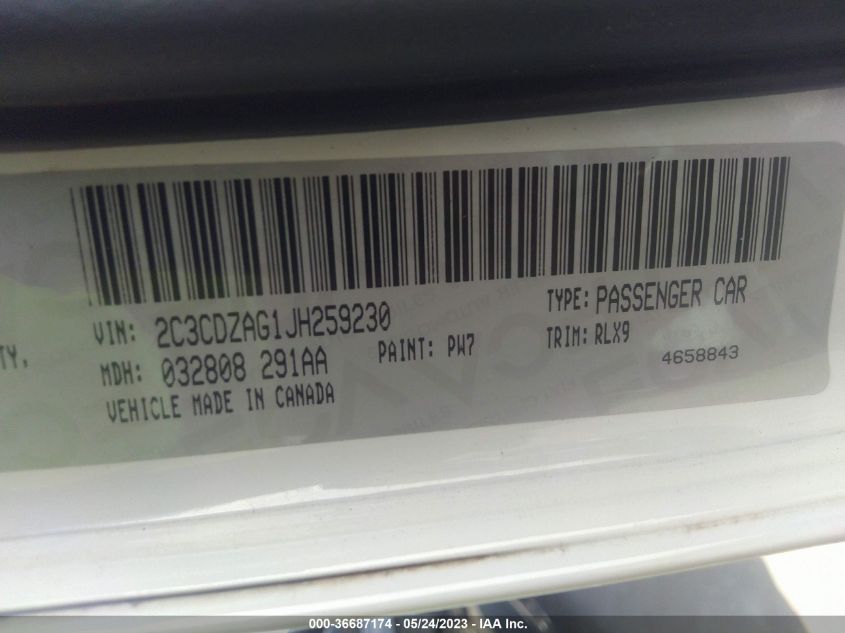 TY,
VIN: 2C3CDZAG1JH259230
TYPE: PASSENGER CAR
MDH: 032808 291AA
PAINT: PW7
TRIM: RLX9
VEHICLE MADE IN CANADA
4658843
000-36687174 / 05/24/2023 - IAA Inc.